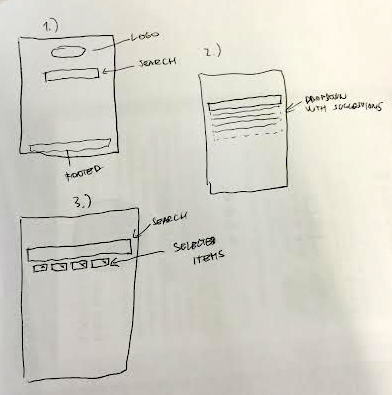 1.)
LOGO
SEARCH
FOOTER
2.)
DROPDOWN
WITH SUGGESTIONS
3.)
SEARCH
SELECTED
ITEMS